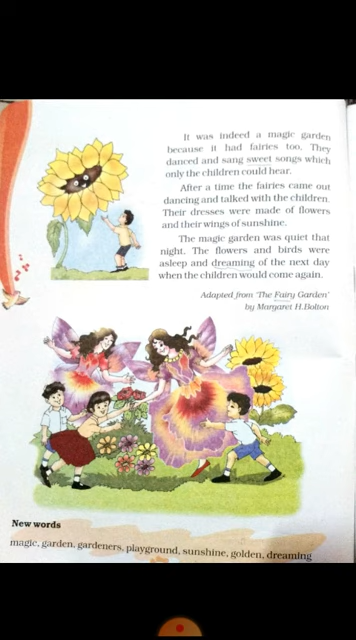 It was indeed a magic garden
because it had fairies too. They
danced and sang sweet songs which
only the children could hear.
After a time the fairies came out
dancing and talked with the children.
Their dresses were made of flowers
and their wings of sunshine.
The magic garden was quiet that
night. The flowers and birds were
asleep and dreaming of the next day
when the children would come again.
Adapted from 'The Fairy Garden'
by Margaret H.Bolton
New words
magic, garden, gardeners, playground, sunshine, golden, dreaming